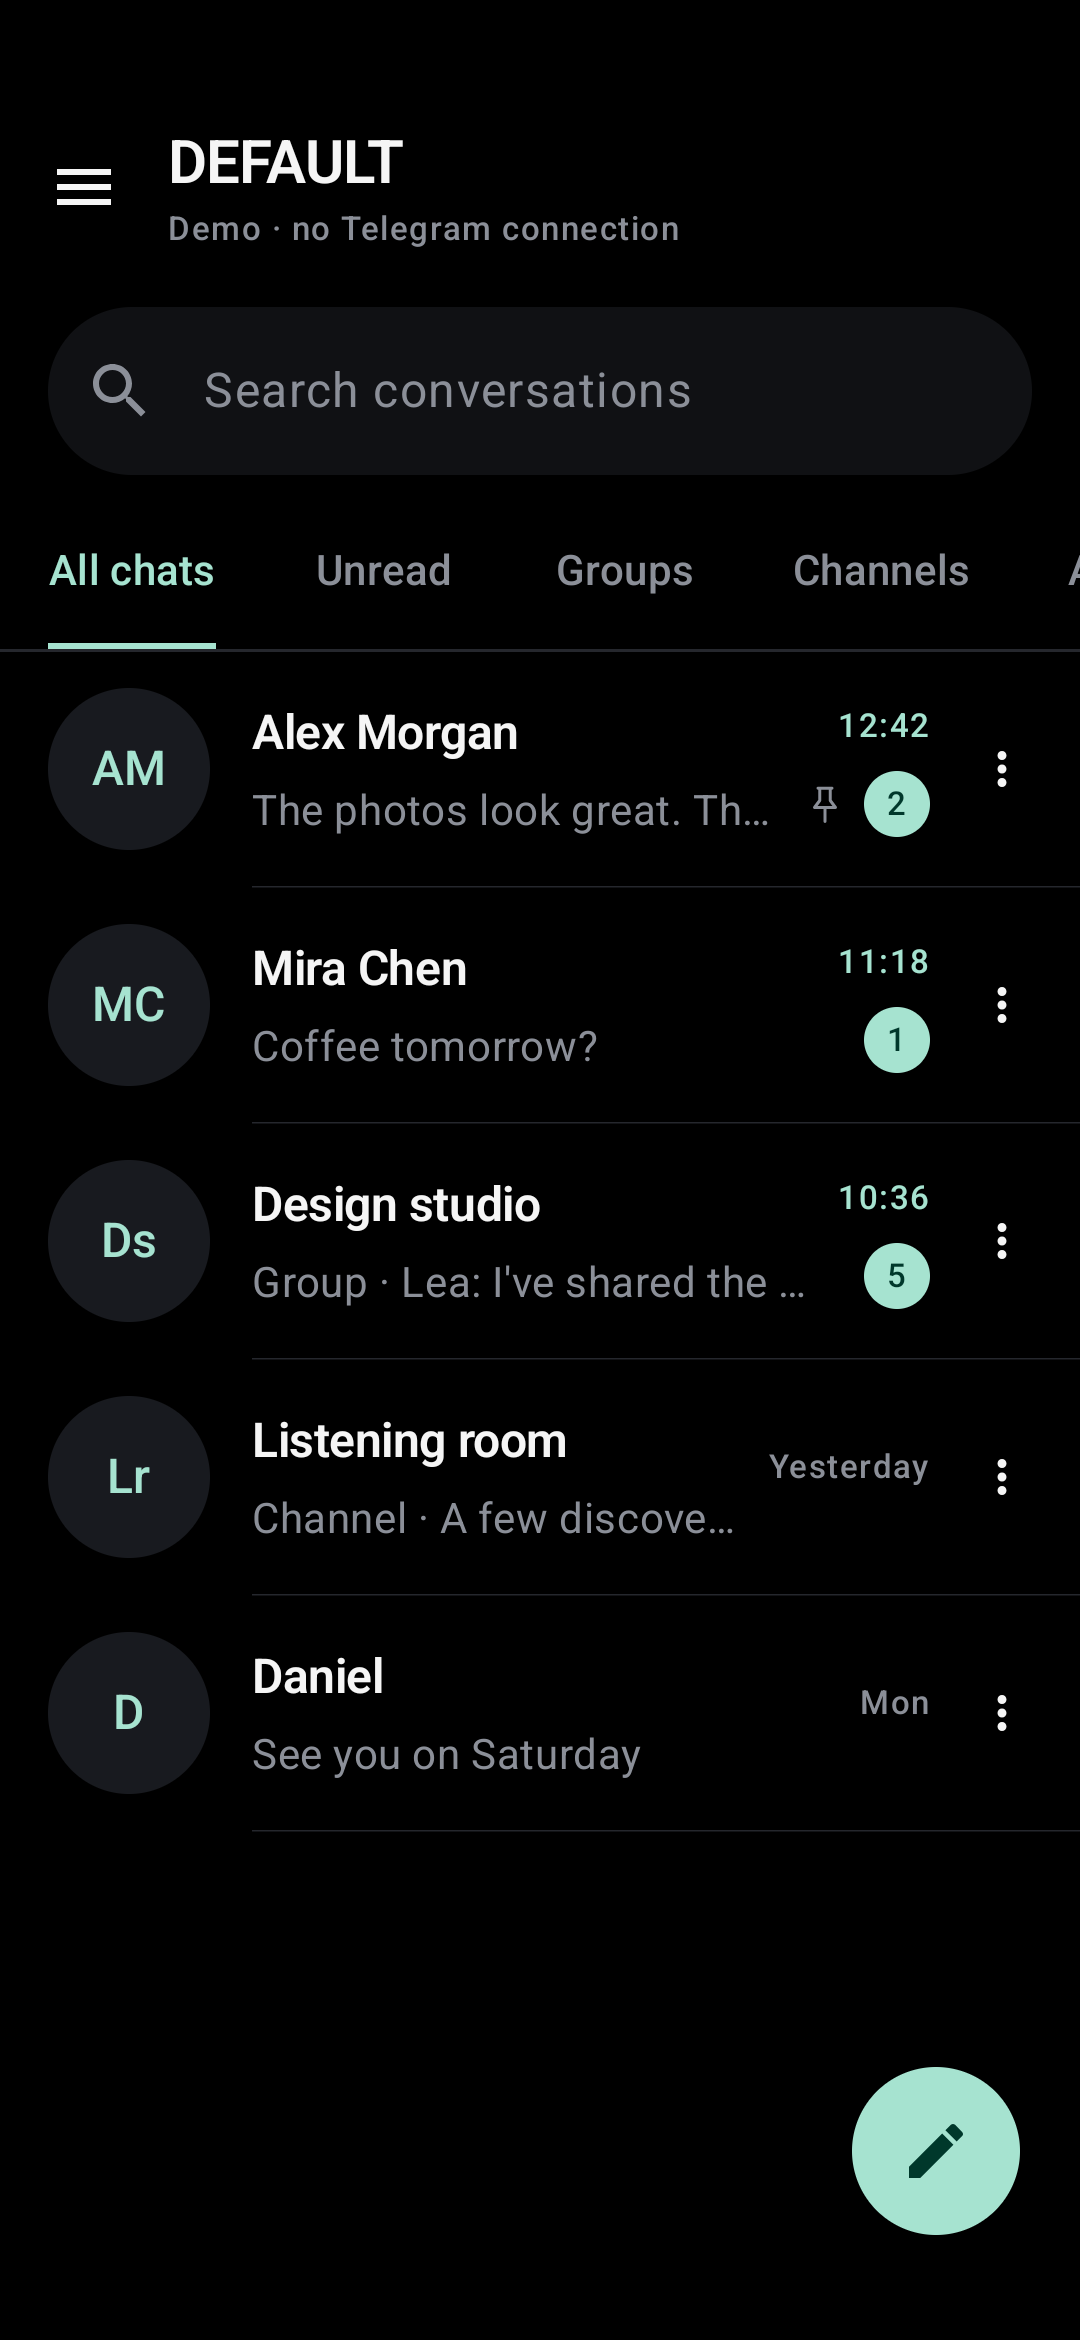 DEFAULT
Demo · no Telegram connection
Search conversations
All chats Unread Groups Channels A
AM
Alex Morgan
12:42
The photos look great. Th…
2
MC
Mira Chen
11:18
Coffee tomorrow?
1
Ds
Design studio
10:36
Group · Lea: I've shared the …
5
Lr
Listening room
Yesterday
Channel · A few discove…
D
Daniel
Mon
See you on Saturday